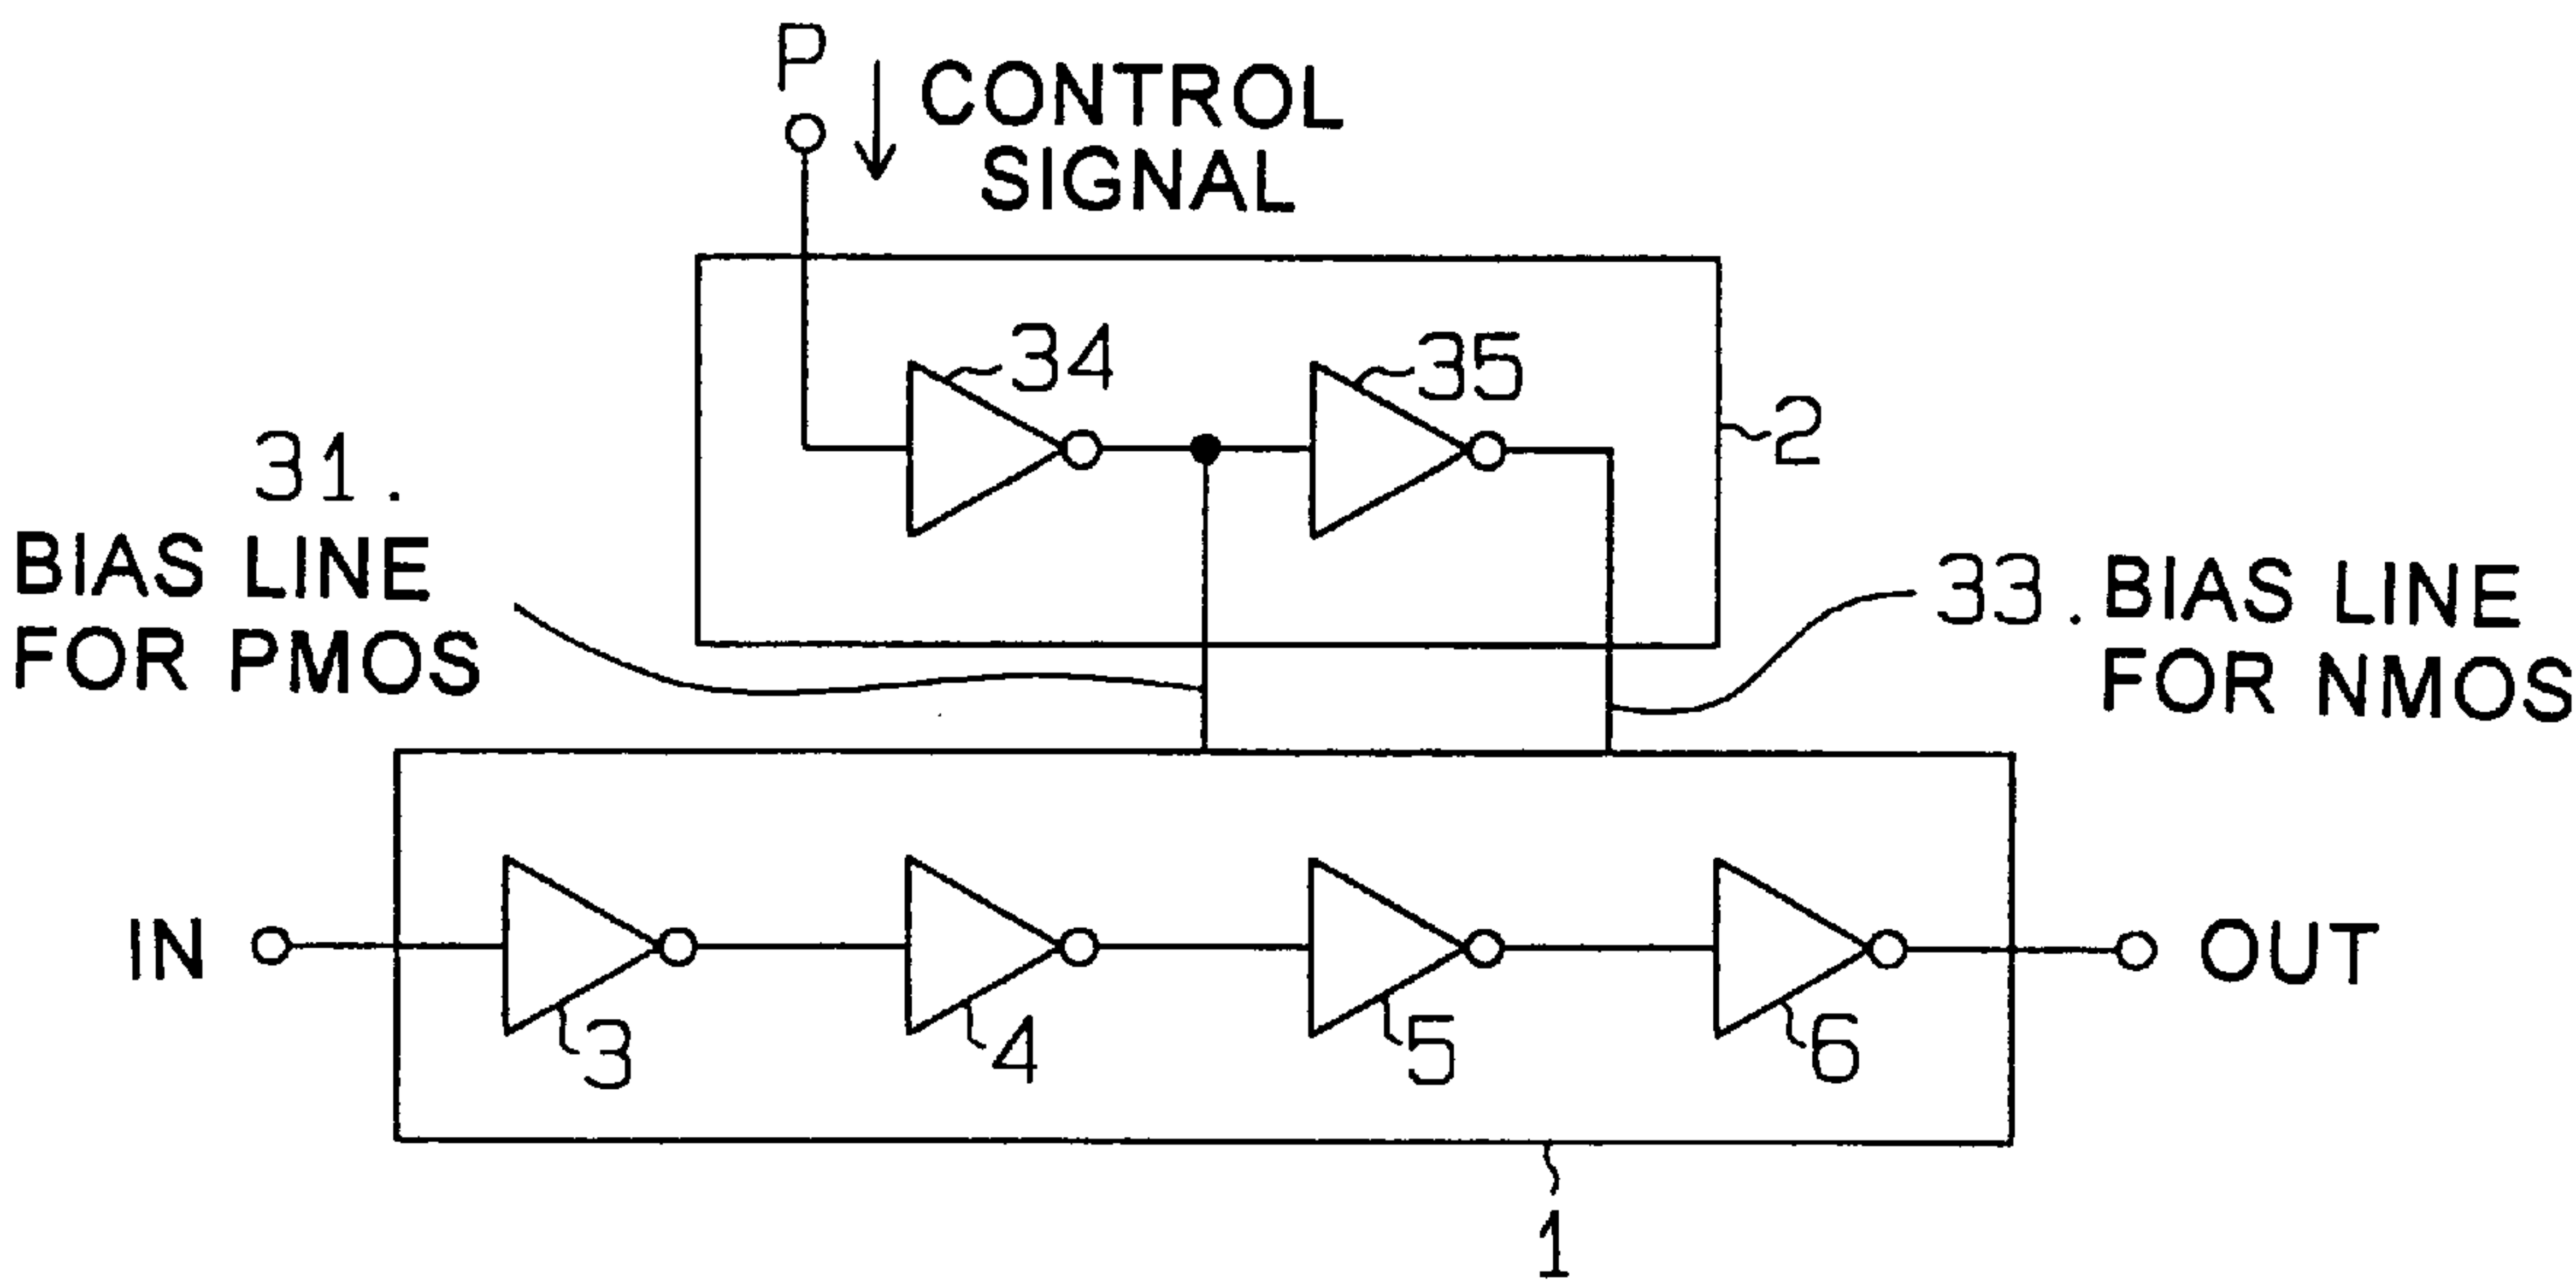 P
CONTROL
SIGNAL
34
35
2
31.
BIAS LINE
FOR PMOS
33. BIAS LINE
FOR NMOS
IN
OUT
3
4
5
6
1